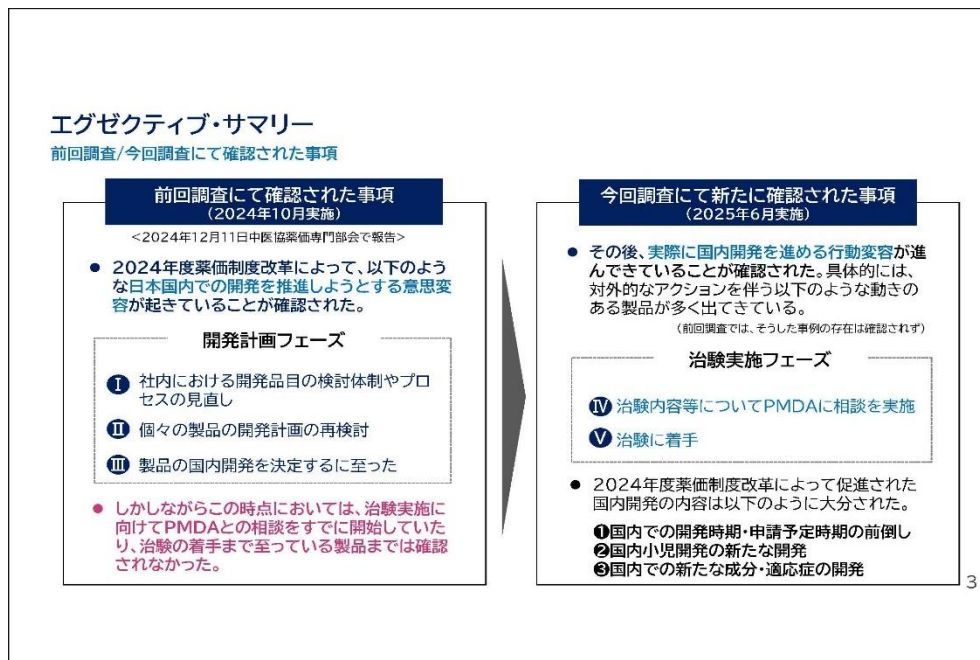 エグゼクティブ・サマリー
前回調査/今回調査にて確認された事項
前回調査にて確認された事項
(2024年10月実施)
<2024年12月11日中医協薬価専門部会で報告>
● 2024年度薬価制度改革によって、以下のよう
な日本国内での開発を推進しようとする意思変
容が起きていることが確認された。
開発計画フェーズ
Ⅰ 社内における開発品目の検討体制やプロ
セスの見直し
Ⅱ 個々の製品の開発計画の再検討
Ⅲ 製品の国内開発を決定するに至った
● しかしながらこの時点においては、治験実施に
向けてPMDAとの相談をすでに開始していた
り、治験の着手まで至っている製品までは確認
されなかった。
今回調査にて新たに確認された事項
(2025年6月実施)
● その後、実際に国内開発を進める行動変容が進
んできていることが確認された。具体的には、
対外的なアクションを伴う以下のような動きの
ある製品が多く出てきている。
(前回調査では、そうした事例の存在は確認されず)
治験実施フェーズ
Ⅳ 治験内容等についてPMDAに相談を実施
Ⅴ 治験に着手
● 2024年度薬価制度改革によって促進された
国内開発の内容は以下のように大分された。
❶国内での開発時期・申請予定時期の前倒し
❷国内小児開発の新たな開発
❸国内での新たな成分・適応症の開発
3